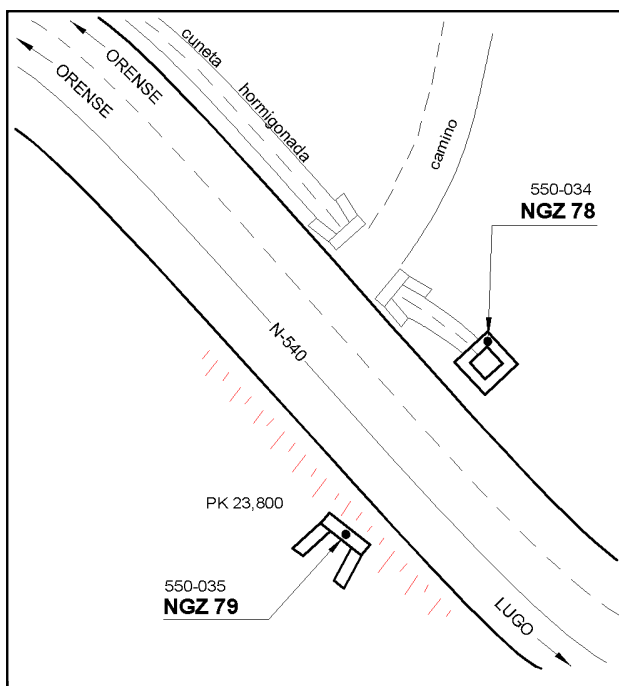 ORENSE
ORENSE
cuneta
hormigonada
camino
550-034
NGZ 78
N-540
PK 23,800
550-035
NGZ 79
LUGO